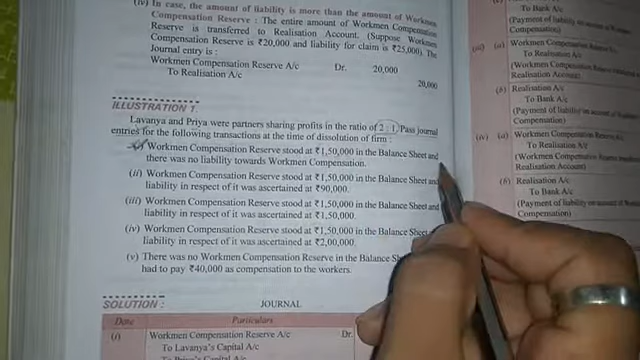 (iv) In case, the amount of liability is more than the amount of Workmen
Compensation Reserve : The entire amount of Workmen Compensation
Reserve is transferred to Realisation Account. (Suppose Workmen
Compensation Reserve is ₹20,000 and liability for claim is ₹25,000) The
Journal entry is :
Workmen Compensation Reserve A/c Dr. 20,000
To Realisation A/c 20,000
ILLUSTRATION 1.
Lavanya and Priya were partners sharing profits in the ratio of 2 : 1. Pass journal
entries for the following transactions at the time of dissolution of firm :
Workmen Compensation Reserve stood at ₹1,50,000 in the Balance Sheet and
there was no liability towards Workmen Compensation.
(ii) Workmen Compensation Reserve stood at ₹1,50,000 in the Balance Sheet and
liability in respect of it was ascertained at ₹90,000.
(iii) Workmen Compensation Reserve stood at ₹1,50,000 in the Balance Sheet and
liability in respect of it was ascertained at ₹1,50,000.
(iv) Workmen Compensation Reserve stood at ₹1,50,000 in the Balance Sheet
liability in respect of it was ascertained at ₹2,00,000.
(v) There was no Workmen Compensation Reserve in the Balance
had to pay ₹40,000 as compensation to the workers.
SOLUTION : JOURNAL
Date Particulars
(i) Workmen Compensation Reserve A/c Dr.
To Lavanya's Capital A/c
To Priya's Capital A/c
To Bank A/c
(Payment of liability
Compensation)
(iii) (a) Workmen Compensation
To Realisation
(Workmen Compensation
Realisation Account)
(b) Realisation A/c
To Bank A/c
(Payment of liability on account of
Compensation)
(iv) (a) Workmen Compensation Reserve
To Realisation A/c
(Workmen Compensation
Realisation Account)
(b) Realisation A/c
To Bank A/c
(Payment of liability on account of
Compensation)